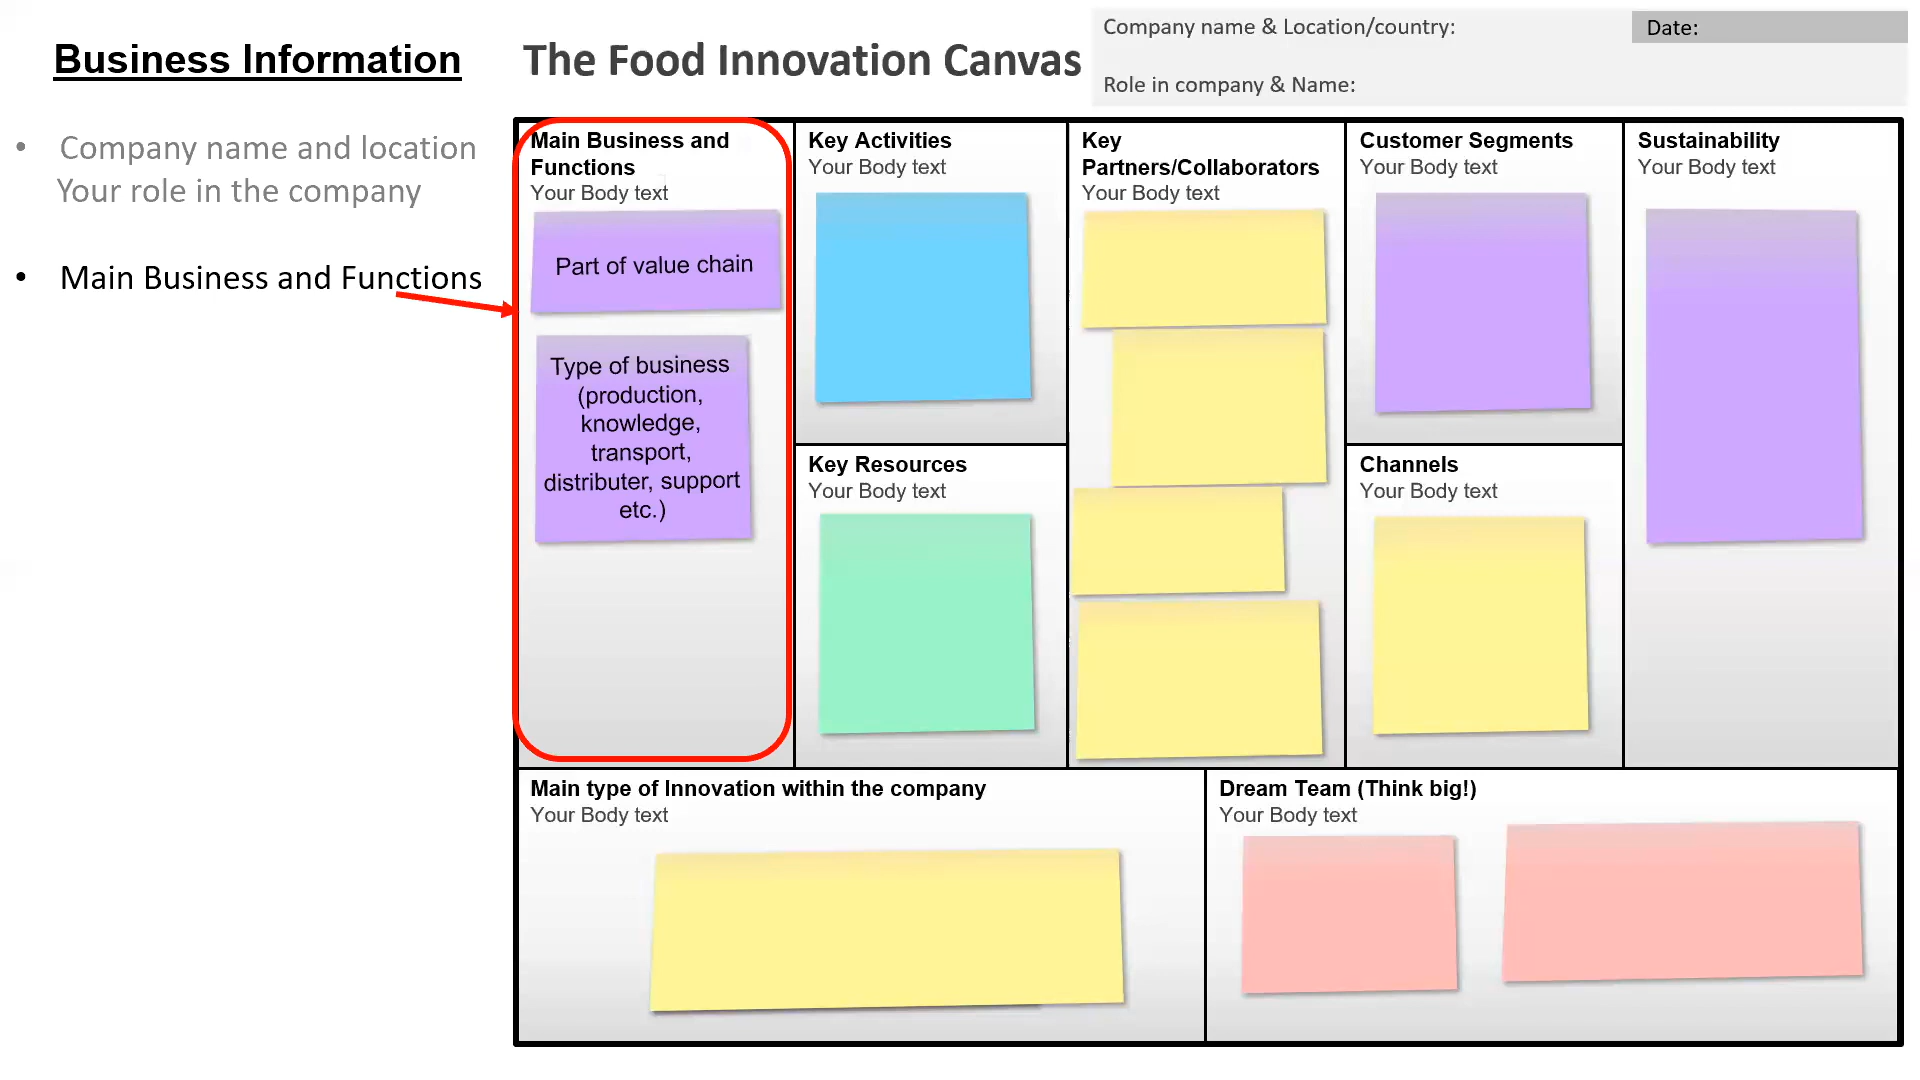 Business Information
• Company name and location
Your role in the company
• Main Business and Functions
The Food Innovation Canvas
Company name & Location/country:
Date:
Role in company & Name:
Main Business and
Functions
Your Body text
Part of value chain
Type of business
(production,
knowledge,
transport,
distributer, support
etc.)
Key Activities
Your Body text
Key Resources
Your Body text
Key
Partners/Collaborators
Your Body text
Customer Segments
Your Body text
Channels
Your Body text
Sustainability
Your Body text
Main type of Innovation within the company
Your Body text
Dream Team (Think big!)
Your Body text